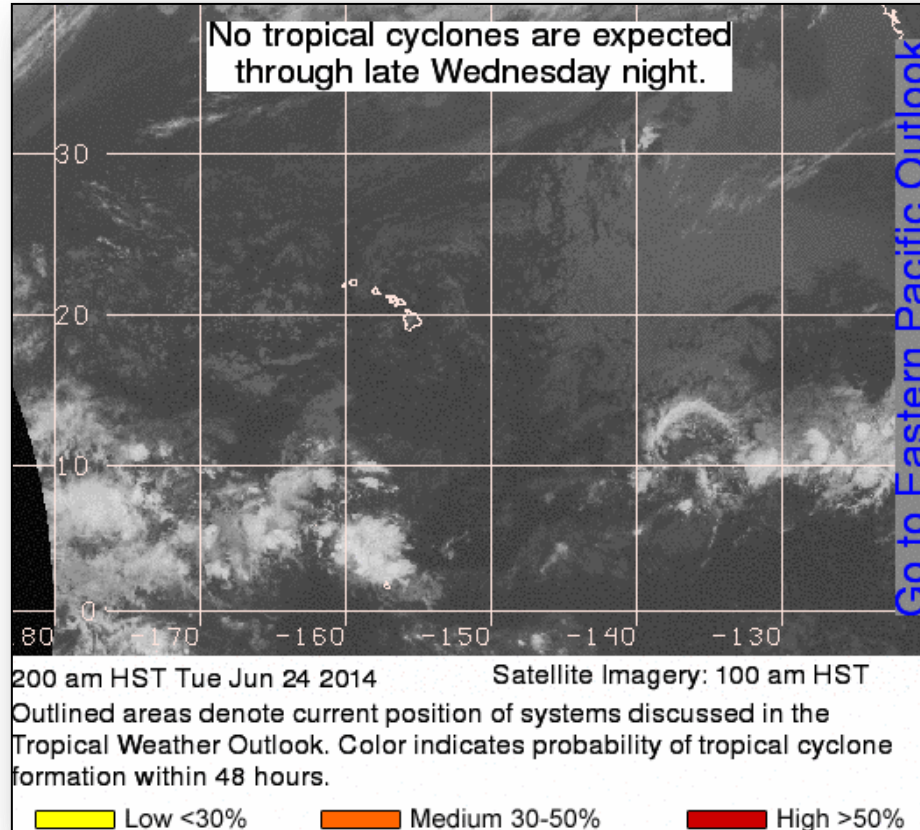 No tropical cyclones are expected
through late Wednesday night.
30
20
10
0
80 -170 -160 -150 -140 -130
Go to Eastern Pacific Outlook
200 am HST Tue Jun 24 2014 Satellite Imagery: 100 am HST
Outlined areas denote current position of systems discussed in the
Tropical Weather Outlook. Color indicates probability of tropical cyclone
formation within 48 hours.
Low <30% Medium 30-50% High >50%